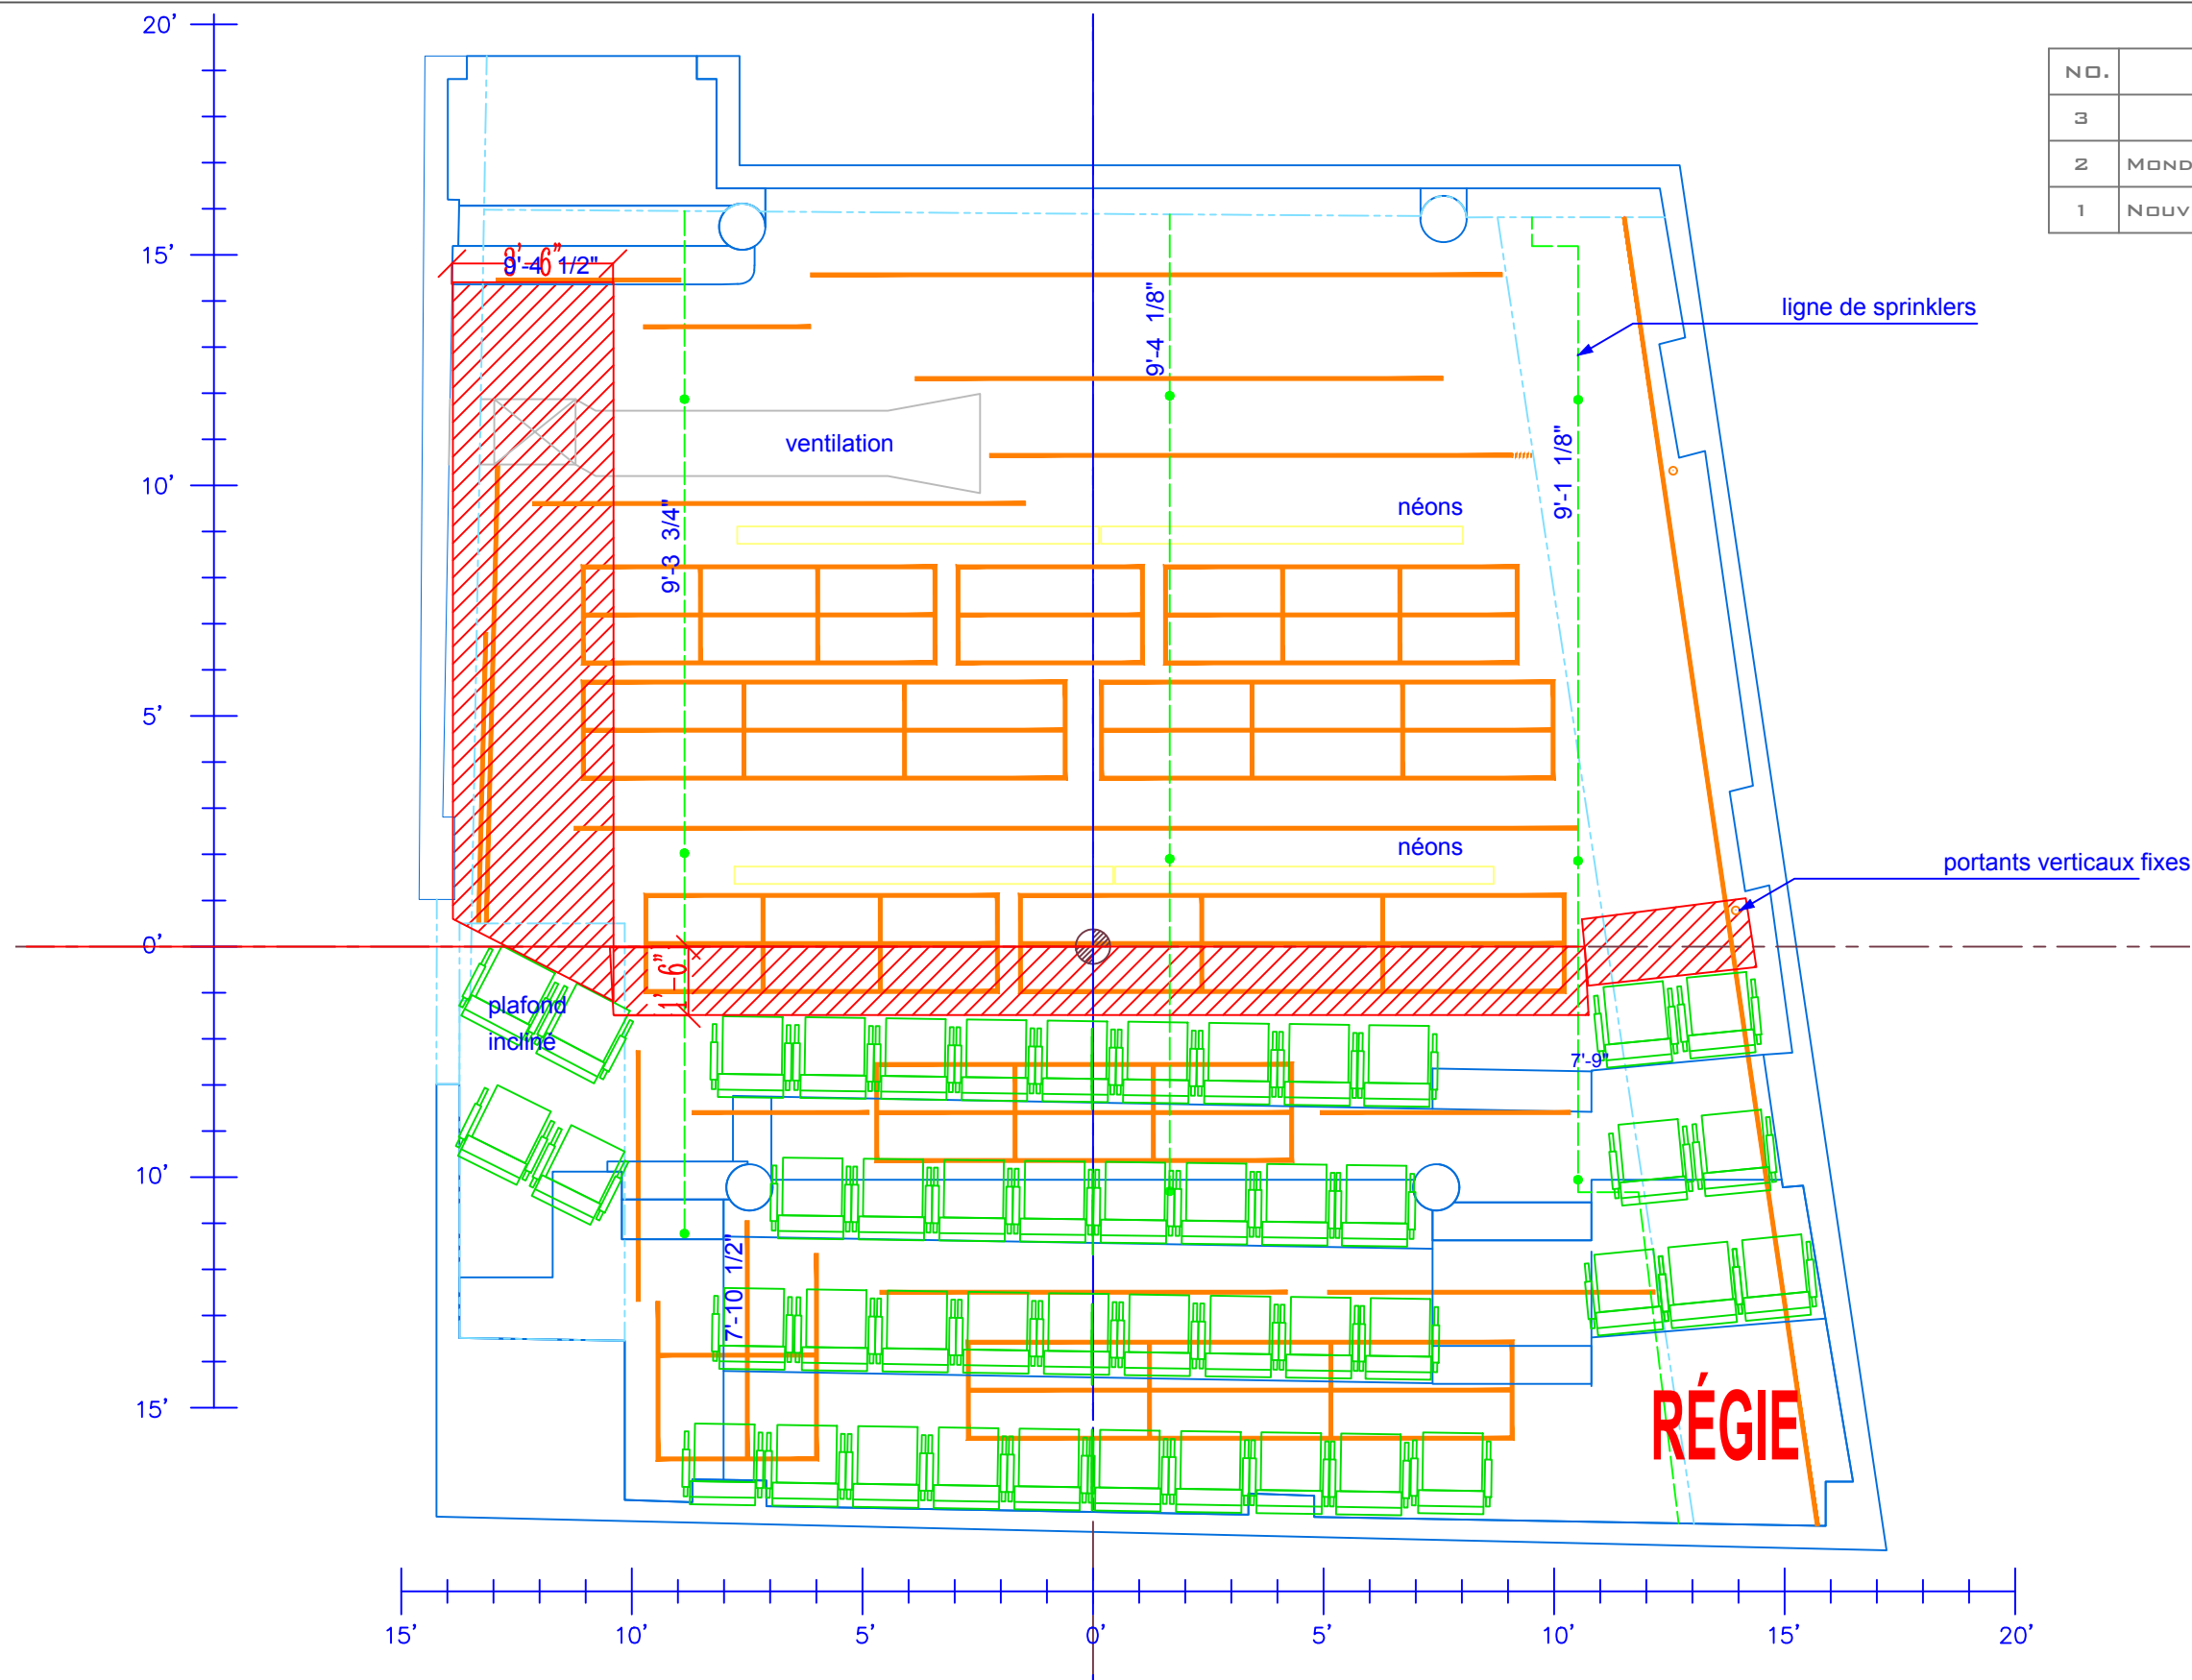 20'
NO.
3
2 MOND
1 NOUV
15'
9'-4 1/2"
ligne de sprinklers
9'-4 1/8"
ventilation
10'
9'-1 1/8"
néons
9'-3 3/4"
5'
néons
portants verticaux fixes
0'
1'-6"
plafond
incliné
7'-9"
10'
7'-10 1/2"
15'
RÉGIE
15' 10' 5' 0' 5' 10' 15' 20'